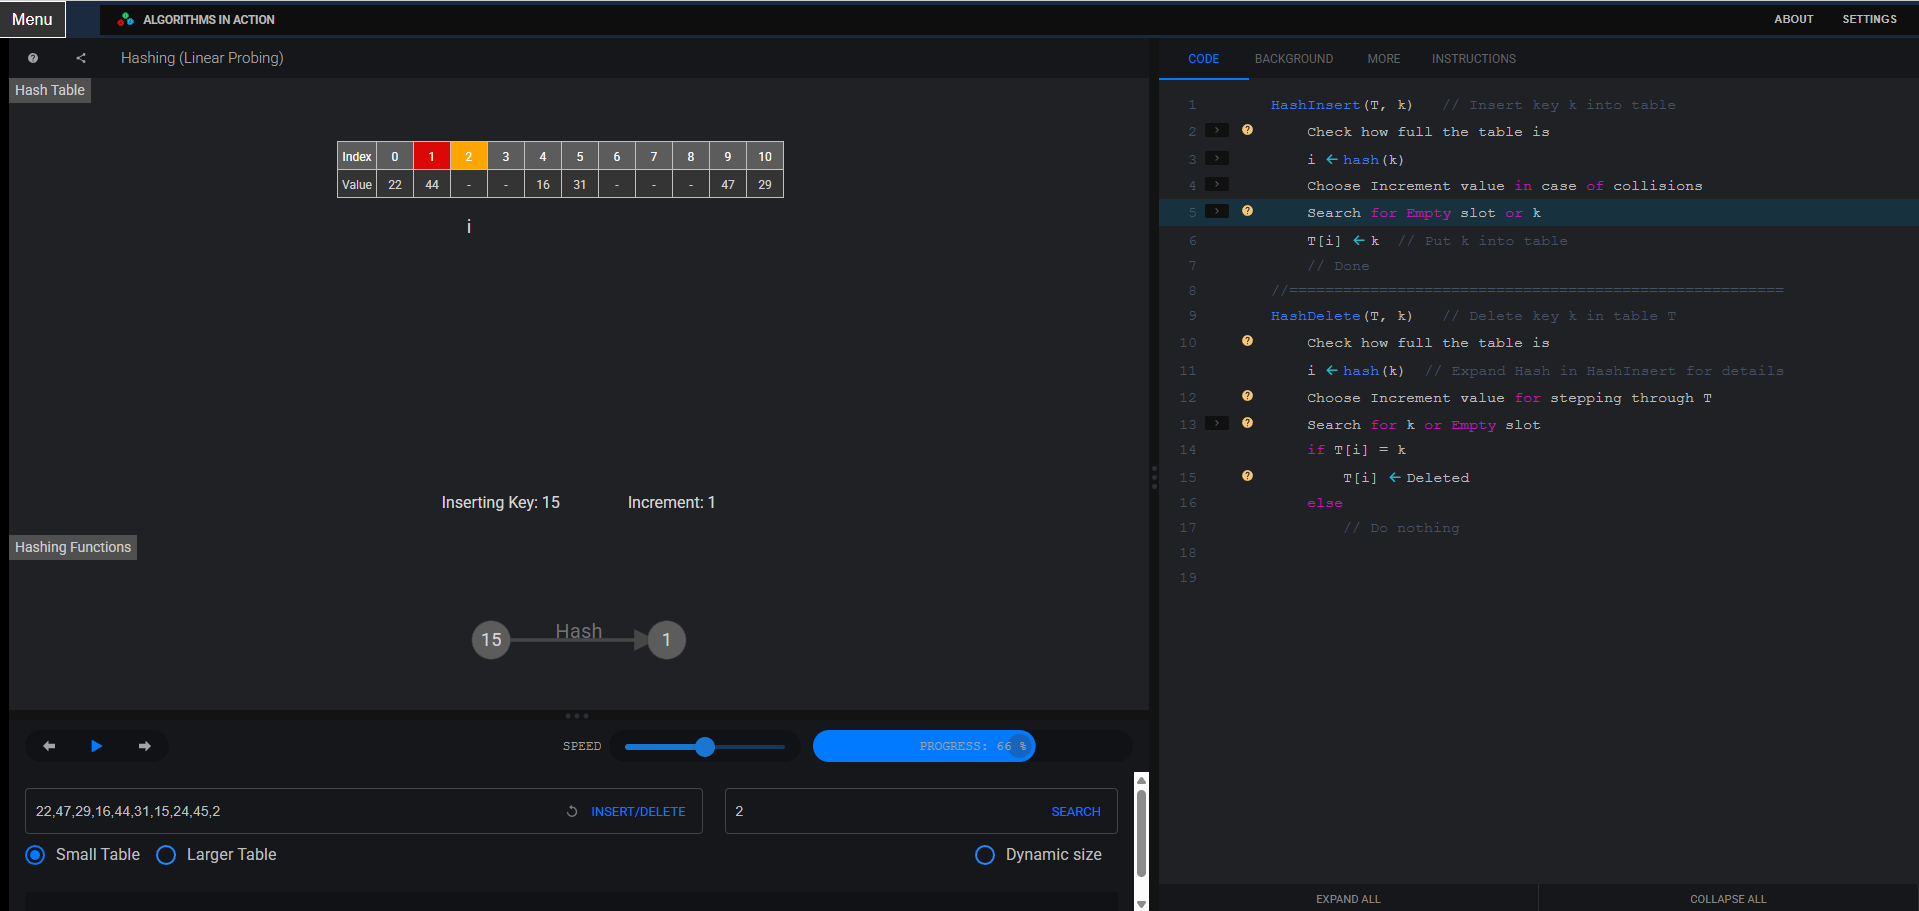 Menu
ALGORITHMS IN ACTION
ABOUT SETTINGS
Hashing (Linear Probing)
Hash Table
Index 0 1 2 3 4 5 6 7 8 9 10
Value 22 44 - - 16 31 - - - 47 29
i
Inserting Key: 15 Increment: 1
Hashing Functions
15 Hash 1
SPEED PROGRESS: 66 %
22,47,29,16,44,31,15,24,45,2 INSERT/DELETE
2 SEARCH
Small Table Larger Table Dynamic size
CODE BACKGROUND MORE INSTRUCTIONS
1 HashInsert(T, k) // Insert key k into table
2 Check how full the table is
3 i ← hash(k)
4 Choose Increment value in case of collisions
5 Search for Empty slot or k
6 T[i] ← k // Put k into table
7 // Done
8 //=======================================================
9 HashDelete(T, k) // Delete key k in table T
10 Check how full the table is
11 i ← hash(k) // Expand Hash in HashInsert for details
12 Choose Increment value for stepping through T
13 Search for k or Empty slot
14 if T[i] = k
15 T[i] ← Deleted
16 else
17 // Do nothing
18
19
EXPAND ALL COLLAPSE ALL